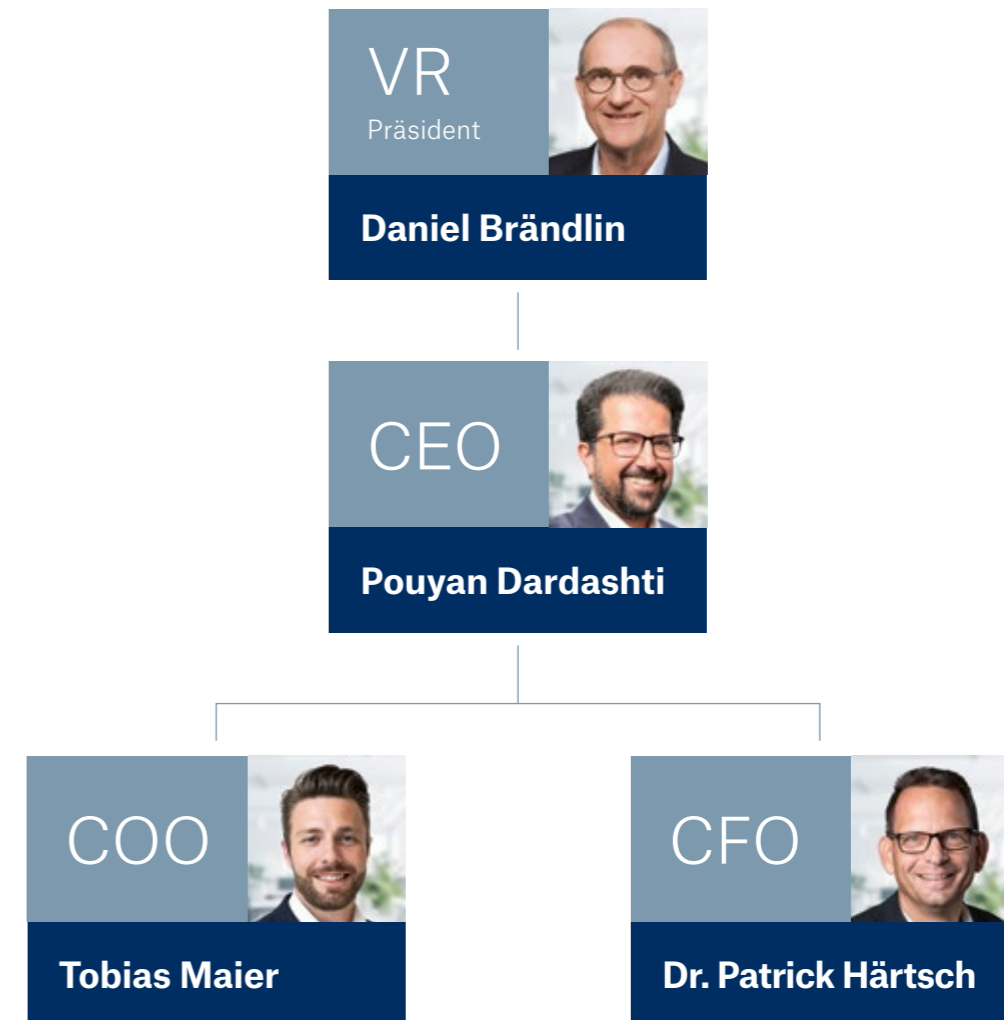 VR
Präsident
Daniel Brändlin
CEO
Pouyan Dardashti
COO
Tobias Maier
CFO
Dr. Patrick Härtsch